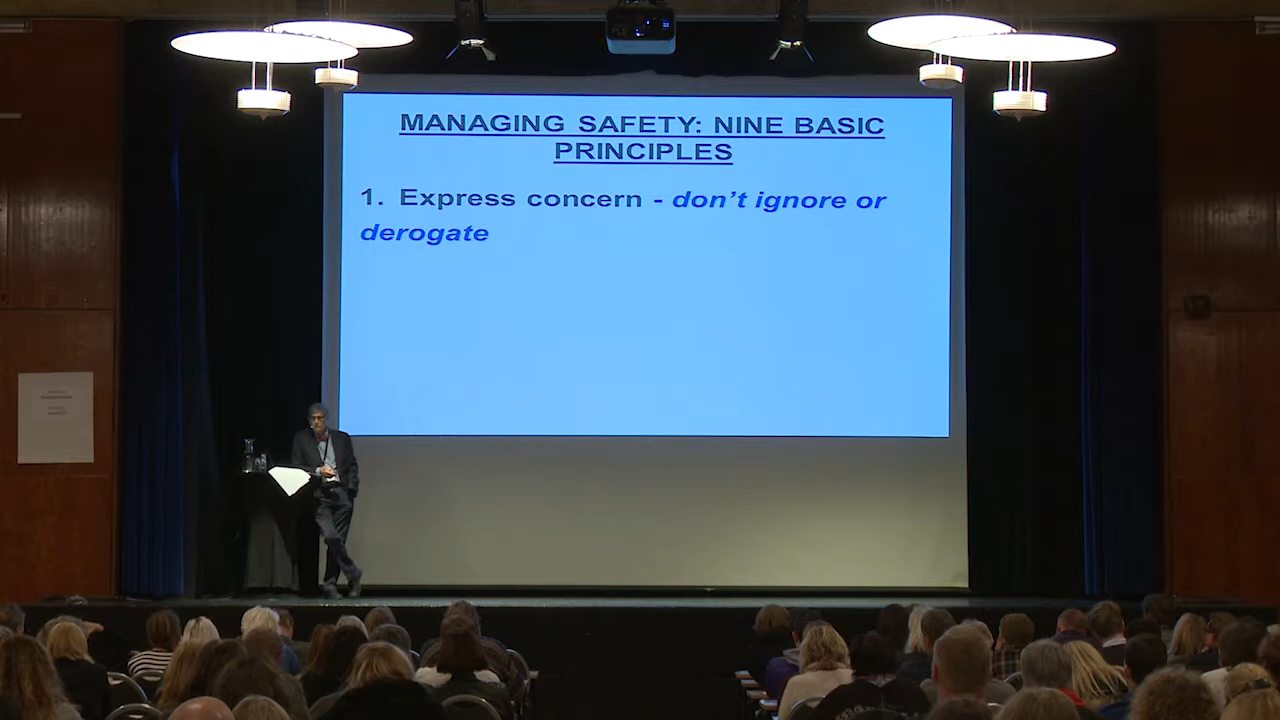 MANAGING SAFETY: NINE BASIC
PRINCIPLES
1. Express concern - don't ignore or
derogate